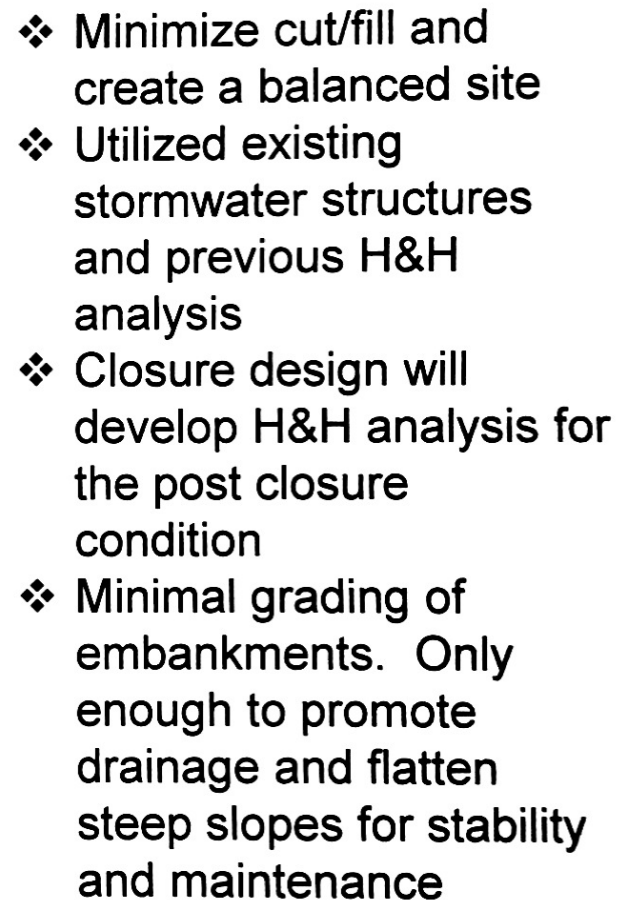 ❖ Minimize cut/fill and
create a balanced site
❖ Utilized existing
stormwater structures
and previous H&H
analysis
❖ Closure design will
develop H&H analysis for
the post closure
condition
❖ Minimal grading of
embankments.  Only
enough to promote
drainage and flatten
steep slopes for stability
and maintenance